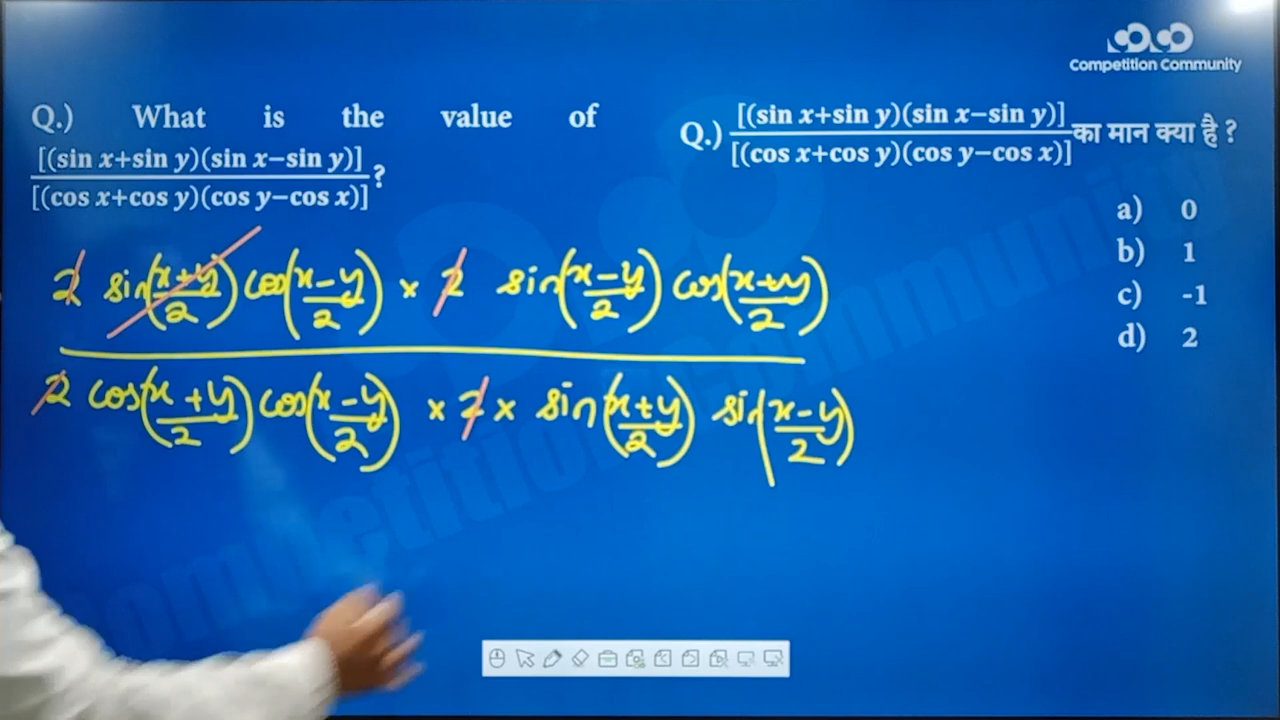 Competition Community
Q.) What is the value of
[(sin x+sin y)(sin x−sin y)]
[(cos x+cos y)(cos y−cos x)] ?
Q.) [(sin x+sin y)(sin x−sin y)]
[(cos x+cos y)(cos y−cos x)] का मान क्या है ?
a) 0
b) 1
c) -1
d) 2
2 sin(x+y/2) cos(x−y/2) × 2 sin(x−y/2) cos(x+y/2)
2 cos(x+y/2) cos(x−y/2) × 2 × sin(x+y/2) sin(x−y/2)
Competition Community